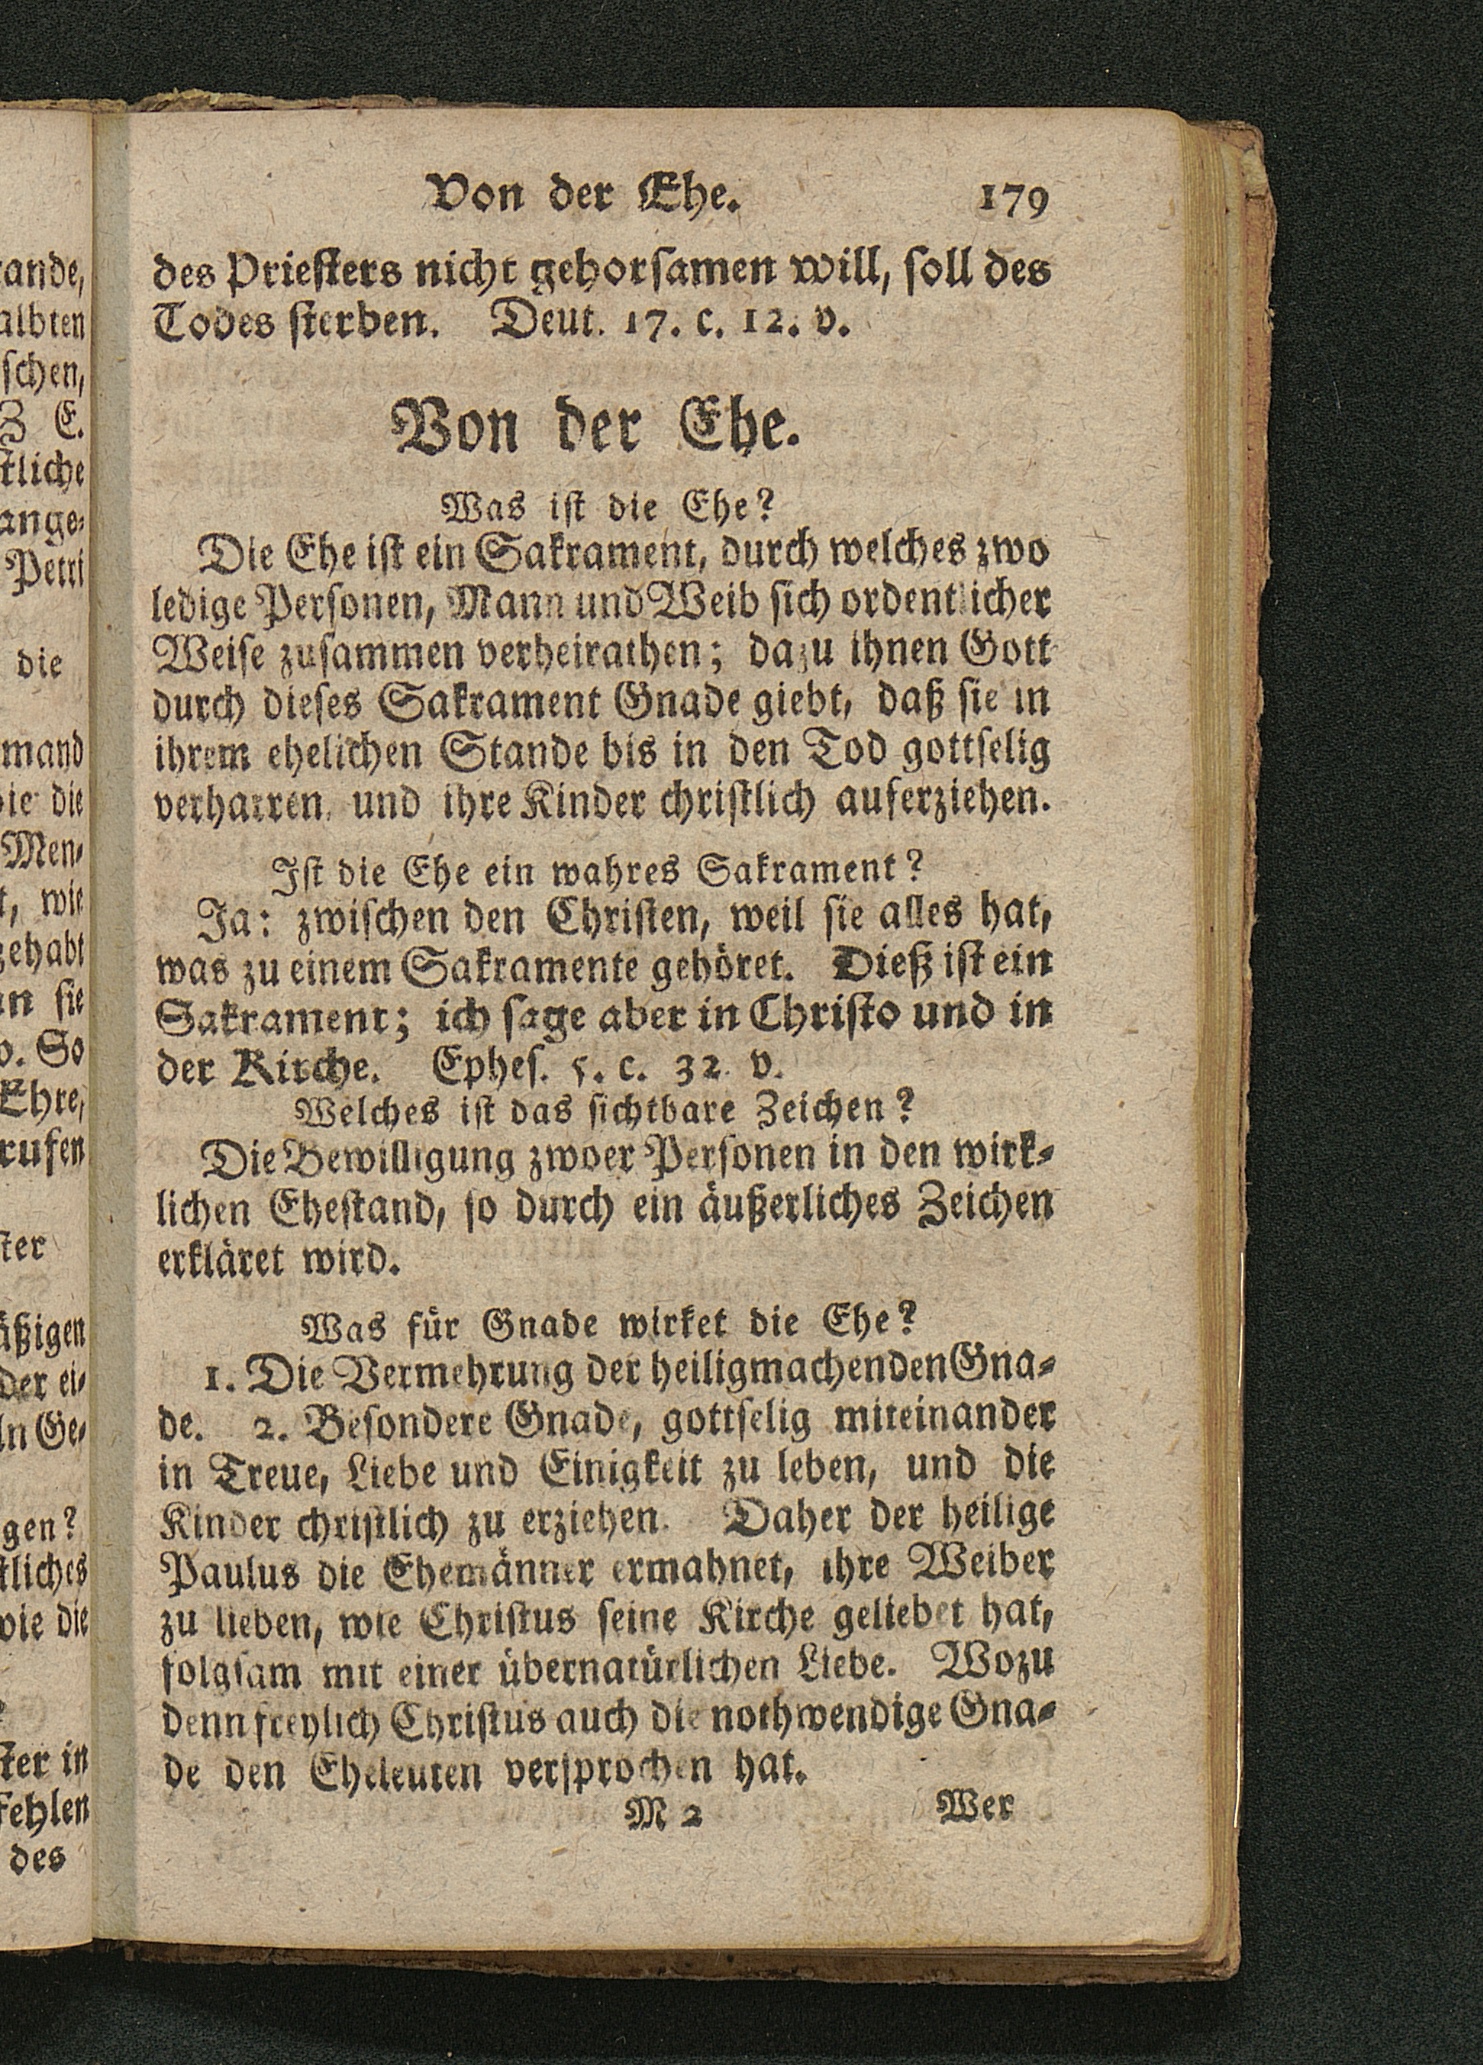 Von der Ehe. 179
des Priesters nicht gehorsamen will, soll des
Todes sterben. Deut. 17. c. 12. v.
Von der Ehe.
Was ist die Ehe?
Die Ehe ist ein Sakrament, durch welches zwo
ledige Personen, Mann und Weib sich ordentlicher
Weise zusammen verheirathen; dazu ihnen Gott
durch dieses Sakrament Gnade giebt, daß sie in
ihrem ehelichen Stande bis in den Tod gottselig
verharren, und ihre Kinder christlich auferziehen.
Ist die Ehe ein wahres Sakrament?
Ja: zwischen den Christen, weil sie alles hat,
was zu einem Sakramente gehöret. Dieß ist ein
Sakrament; ich sage aber in Christo und in
der Kirche. Ephes. 5. c. 32. v.
Welches ist das sichtbare Zeichen?
Die Bewilligung zwoer Personen in den wirk-
lichen Ehestand, so durch ein äußerliches Zeichen
erkläret wird.
Was für Gnade wirket die Ehe?
1. Die Vermehrung der heiligmachenden Gna-
de. 2. Besondere Gnade, gottselig miteinander
in Treue, Liebe und Einigkeit zu leben, und die
Kinder christlich zu erziehen. Daher der heilige
Paulus die Ehemänner ermahnet, ihre Weiber
zu lieben, wie Christus seine Kirche geliebet hat,
folgsam mit einer übernatürlichen Liebe. Wozu
denn freylich Christus auch die nothwendige Gna-
de den Eheleuten versprochen hat.
M 2 Wer